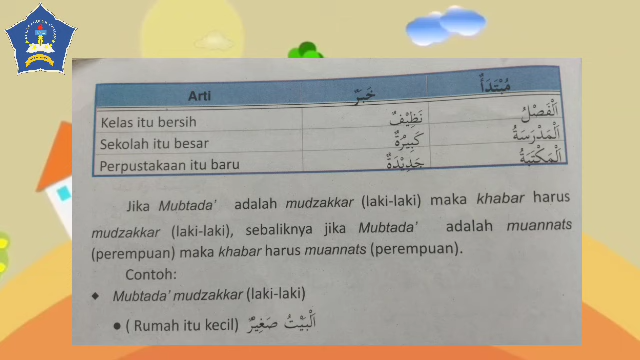 Arti خَبَرٌ مُبْتَدَأٌ
Kelas itu bersih نَظِيْفٌ اَلْفَصْلُ
Sekolah itu besar كَبِيْرَةٌ اَلْمَدْرَسَةُ
Perpustakaan itu baru جَدِيْدَةٌ اَلْمَكْتَبَةُ
Jika Mubtada’ adalah mudzakkar (laki-laki) maka khabar harus
mudzakkar (laki-laki), sebaliknya jika Mubtada’ adalah muannats
(perempuan) maka khabar harus muannats (perempuan).
Contoh:
◆ Mubtada’ mudzakkar (laki-laki)
● ( Rumah itu kecil) اَلْبَيْتُ صَغِيْرٌ